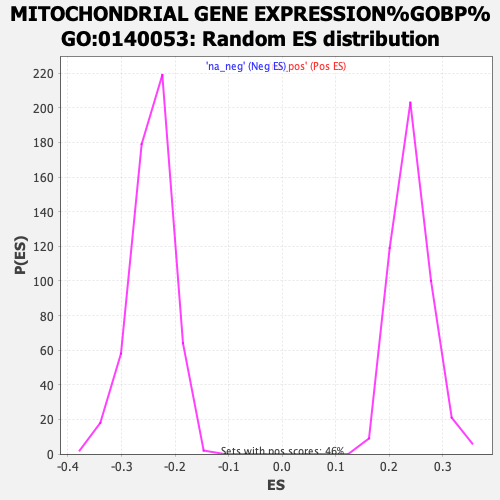 MITOCHONDRIAL GENE EXPRESSION%GOBP%
GO:0140053: Random ES distribution
'na_neg' (Neg ES) pos' (Pos ES)
220
200
180
160
140
120
100
80
60
40
20
0
P(ES)
Sets with pos scores: 46%
-0.4 -0.3 -0.2 -0.1 0.0 0.1 0.2 0.3
ES